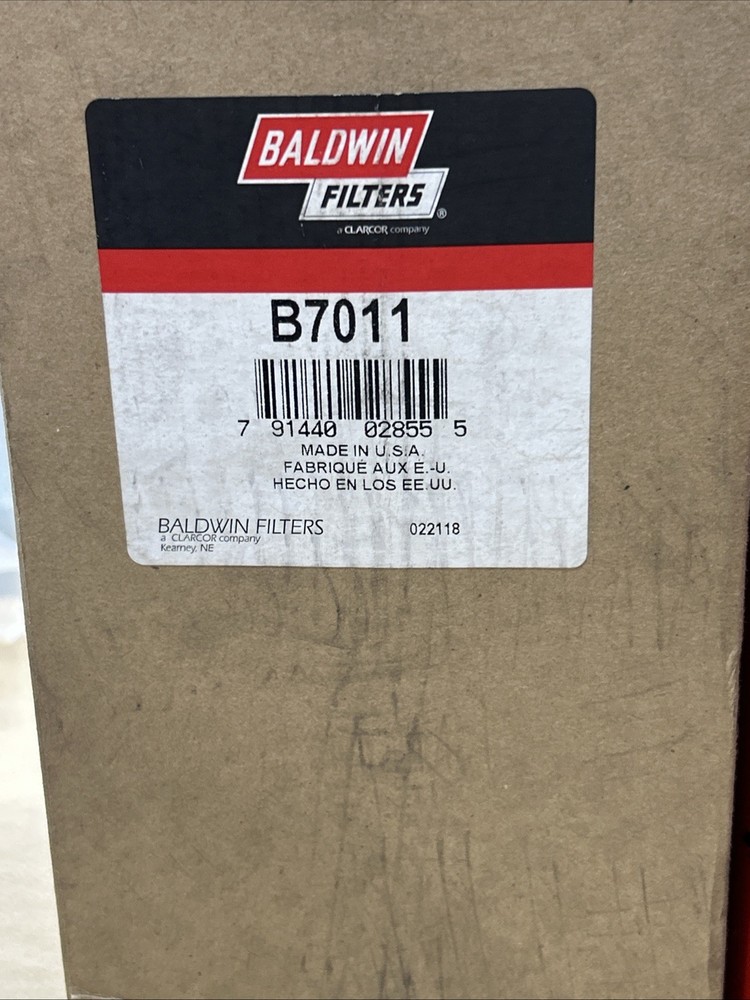 BALDWIN
FILTERS®
a CLARCOR company
B7011
7 91440 02855 5
MADE IN U.S.A.
FABRIQUÉ AUX É.-U.
HECHO EN LOS EE.UU.
BALDWIN FILTERS 022118
a CLARCOR company
Kearney, NE